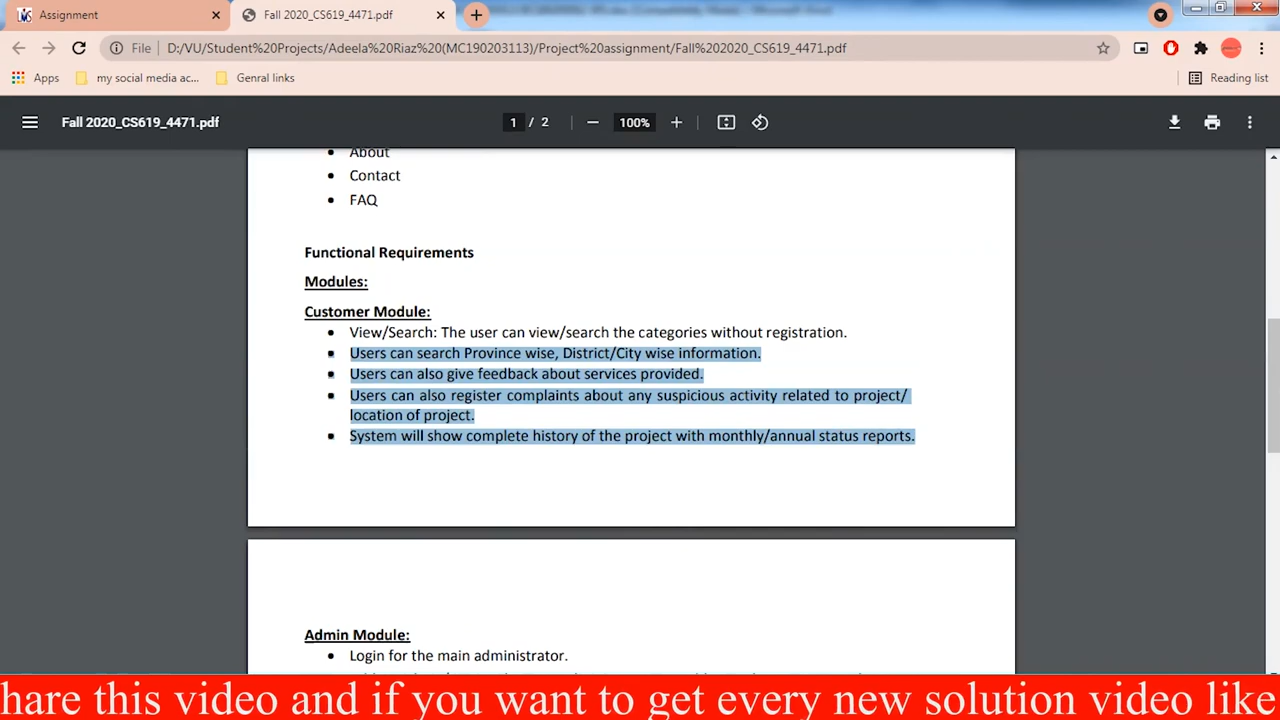 Assignment
Fall 2020_CS619_4471.pdf
File
D:/VU/Student%20Projects/Adeela%20Riaz%20(MC190203113)/Project%20assignment/Fall%202020_CS619_4471.pdf
Apps
my social media ac...
Genral links
Reading list
Fall 2020_CS619_4471.pdf
1 / 2
100%
• About
• Contact
• FAQ
Functional Requirements
Modules:
Customer Module:
• View/Search: The user can view/search the categories without registration.
• Users can search Province wise, District/City wise information.
• Users can also give feedback about services provided.
• Users can also register complaints about any suspicious activity related to project/
location of project.
• System will show complete history of the project with monthly/annual status reports.
Admin Module:
• Login for the main administrator.
hare this video and if you want to get every new solution video like